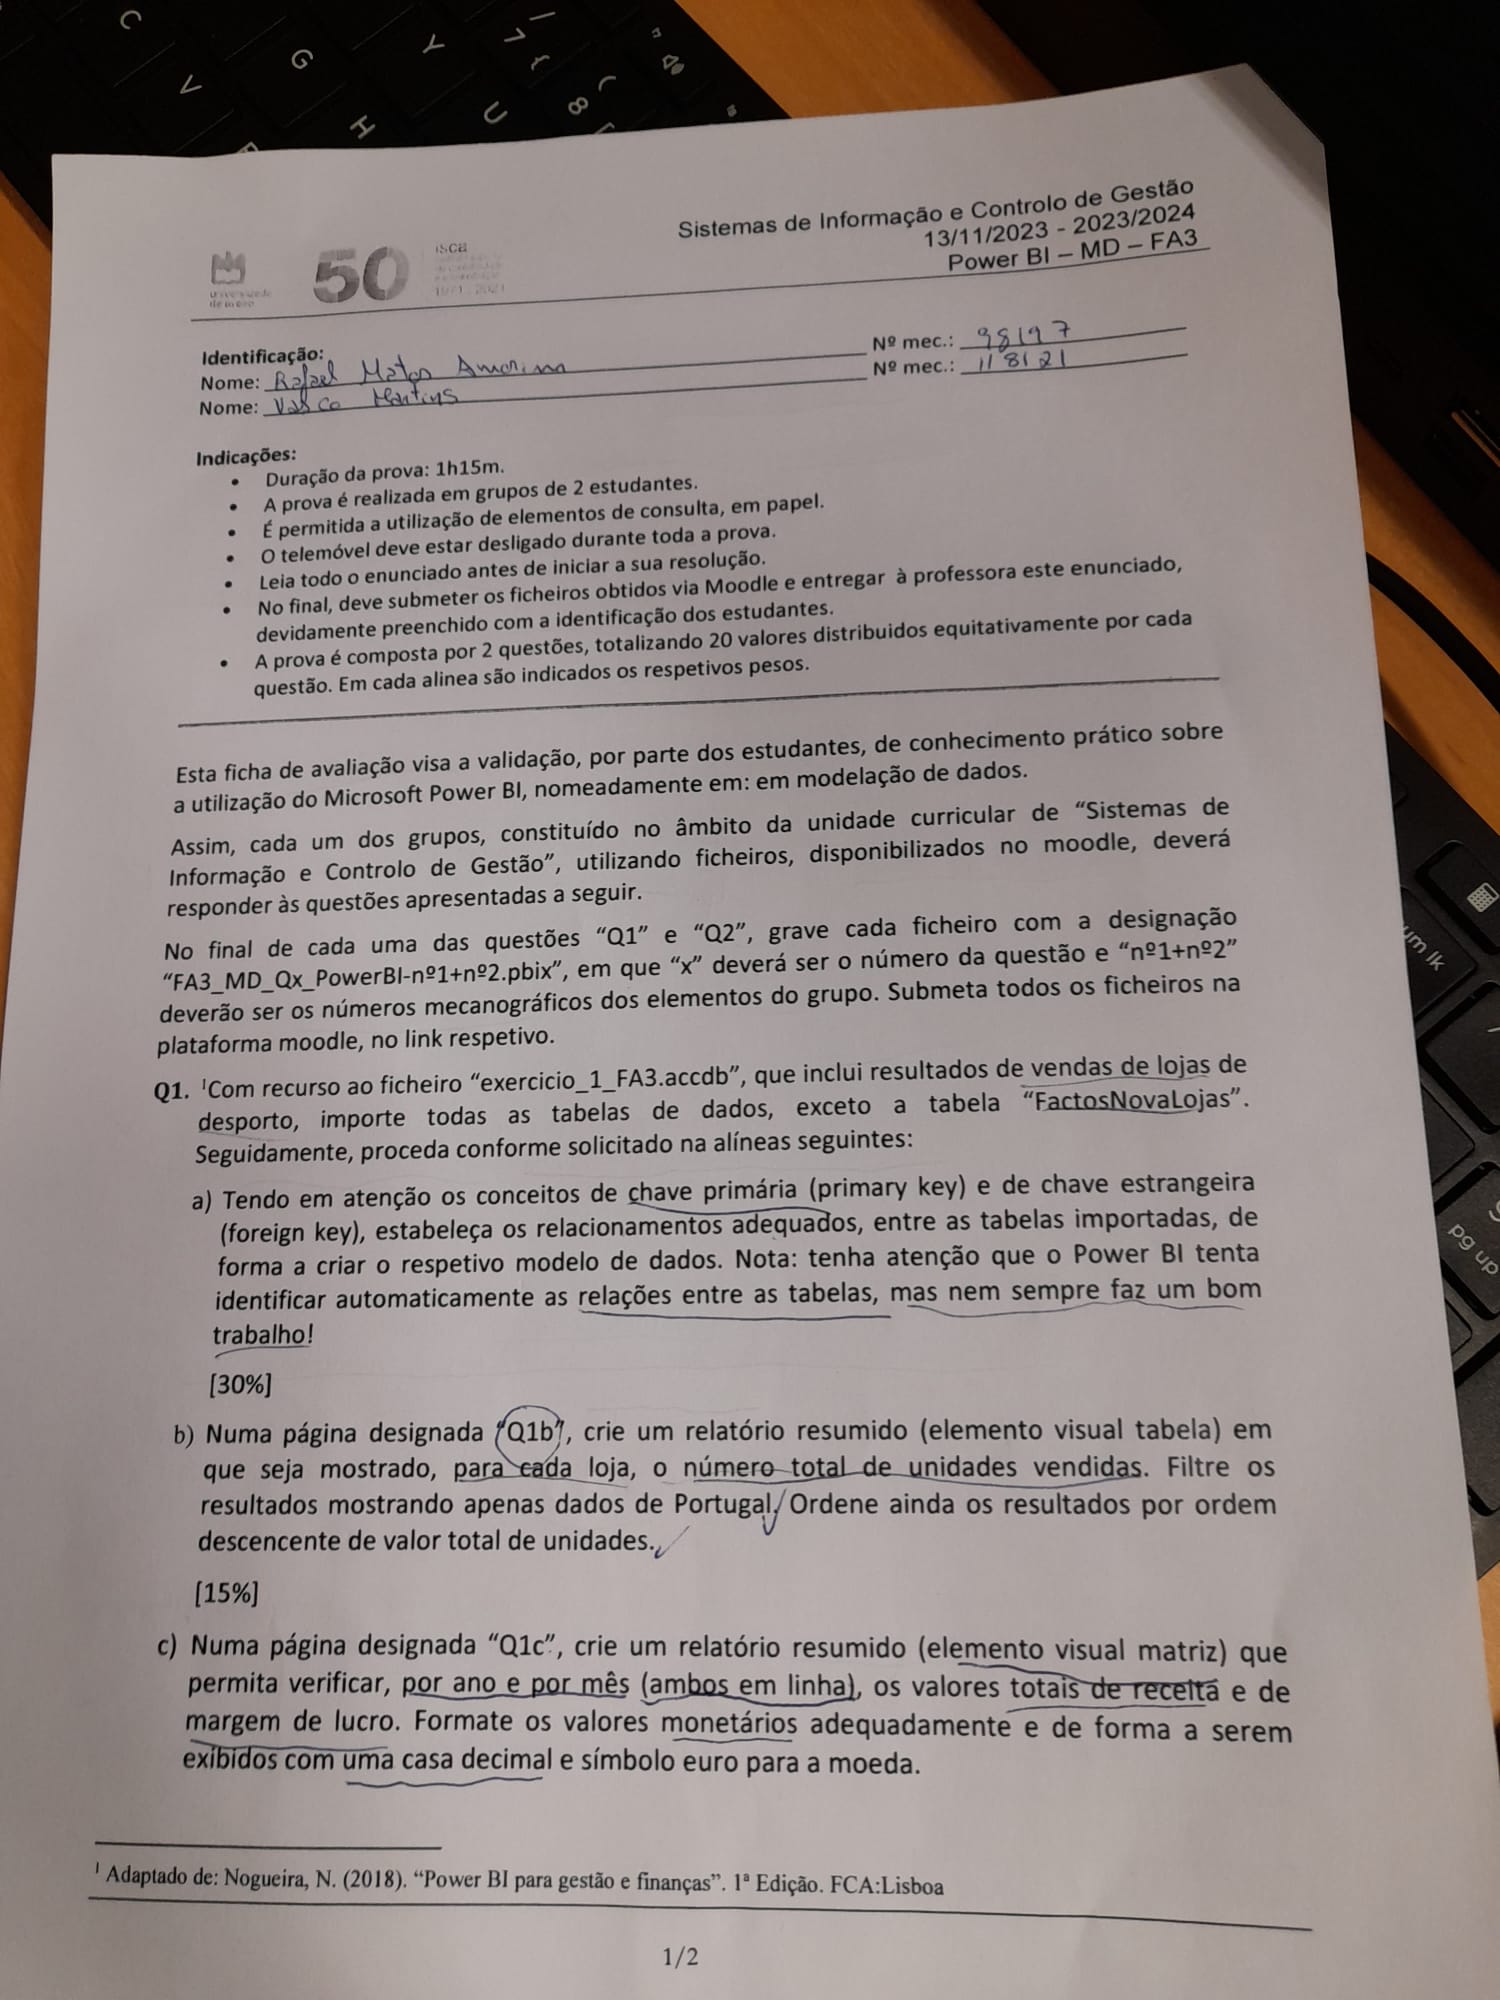 Sistemas de Informação e Controlo de Gestão
13/11/2023 - 2023/2024
Power BI – MD – FA3
universidade
de aveiro
50
isca
1971 . 2021
Identificação:
Nome: Rafael Matos Amorim Nº mec.: 98197
Nome: Vasco Martins Nº mec.: 118121
Indicações:
• Duração da prova: 1h15m.
• A prova é realizada em grupos de 2 estudantes.
• É permitida a utilização de elementos de consulta, em papel.
• O telemóvel deve estar desligado durante toda a prova.
• Leia todo o enunciado antes de iniciar a sua resolução.
• No final, deve submeter os ficheiros obtidos via Moodle e entregar à professora este enunciado,
devidamente preenchido com a identificação dos estudantes.
• A prova é composta por 2 questões, totalizando 20 valores distribuidos equitativamente por cada
questão. Em cada alinea são indicados os respetivos pesos.
Esta ficha de avaliação visa a validação, por parte dos estudantes, de conhecimento prático sobre
a utilização do Microsoft Power BI, nomeadamente em: em modelação de dados.
Assim, cada um dos grupos, constituído no âmbito da unidade curricular de “Sistemas de
Informação e Controlo de Gestão”, utilizando ficheiros, disponibilizados no moodle, deverá
responder às questões apresentadas a seguir.
No final de cada uma das questões “Q1” e “Q2”, grave cada ficheiro com a designação
“FA3_MD_Qx_PowerBI-nº1+nº2.pbix”, em que “x” deverá ser o número da questão e “nº1+nº2”
deverão ser os números mecanográficos dos elementos do grupo. Submeta todos os ficheiros na
plataforma moodle, no link respetivo.
Q1. ¹Com recurso ao ficheiro “exercicio_1_FA3.accdb”, que inclui resultados de vendas de lojas de
desporto, importe todas as tabelas de dados, exceto a tabela “FactosNovaLojas”.
Seguidamente, proceda conforme solicitado na alíneas seguintes:
a) Tendo em atenção os conceitos de chave primária (primary key) e de chave estrangeira
(foreign key), estabeleça os relacionamentos adequados, entre as tabelas importadas, de
forma a criar o respetivo modelo de dados. Nota: tenha atenção que o Power BI tenta
identificar automaticamente as relações entre as tabelas, mas nem sempre faz um bom
trabalho!
[30%]
b) Numa página designada “Q1b”, crie um relatório resumido (elemento visual tabela) em
que seja mostrado, para cada loja, o número total de unidades vendidas. Filtre os
resultados mostrando apenas dados de Portugal. Ordene ainda os resultados por ordem
descencente de valor total de unidades.
[15%]
c) Numa página designada “Q1c”, crie um relatório resumido (elemento visual matriz) que
permita verificar, por ano e por mês (ambos em linha), os valores totais de receita e de
margem de lucro. Formate os valores monetários adequadamente e de forma a serem
exibidos com uma casa decimal e símbolo euro para a moeda.
¹ Adaptado de: Nogueira, N. (2018). “Power BI para gestão e finanças”. 1ª Edição. FCA:Lisboa
1/2
C
V
G
H
Y
U
7
8
um lk
pg up